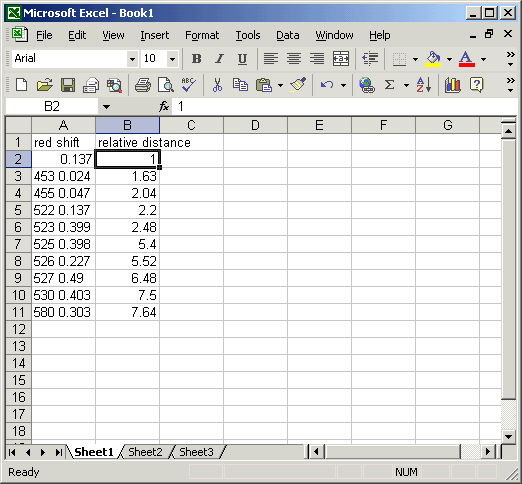 Microsoft Excel - Book1
File Edit View Insert Format Tools Data Window Help
Arial 10 B I U
B2 fx 1
A B C D E F G
1 red shift relative distance
2 0.137 1
3 453 0.024 1.63
4 455 0.047 2.04
5 522 0.137 2.2
6 523 0.399 2.48
7 525 0.398 5.4
8 526 0.227 5.52
9 527 0.49 6.48
10 530 0.403 7.5
11 580 0.303 7.64
12
13
14
15
16
17
18
Sheet1 Sheet2 Sheet3
Ready NUM